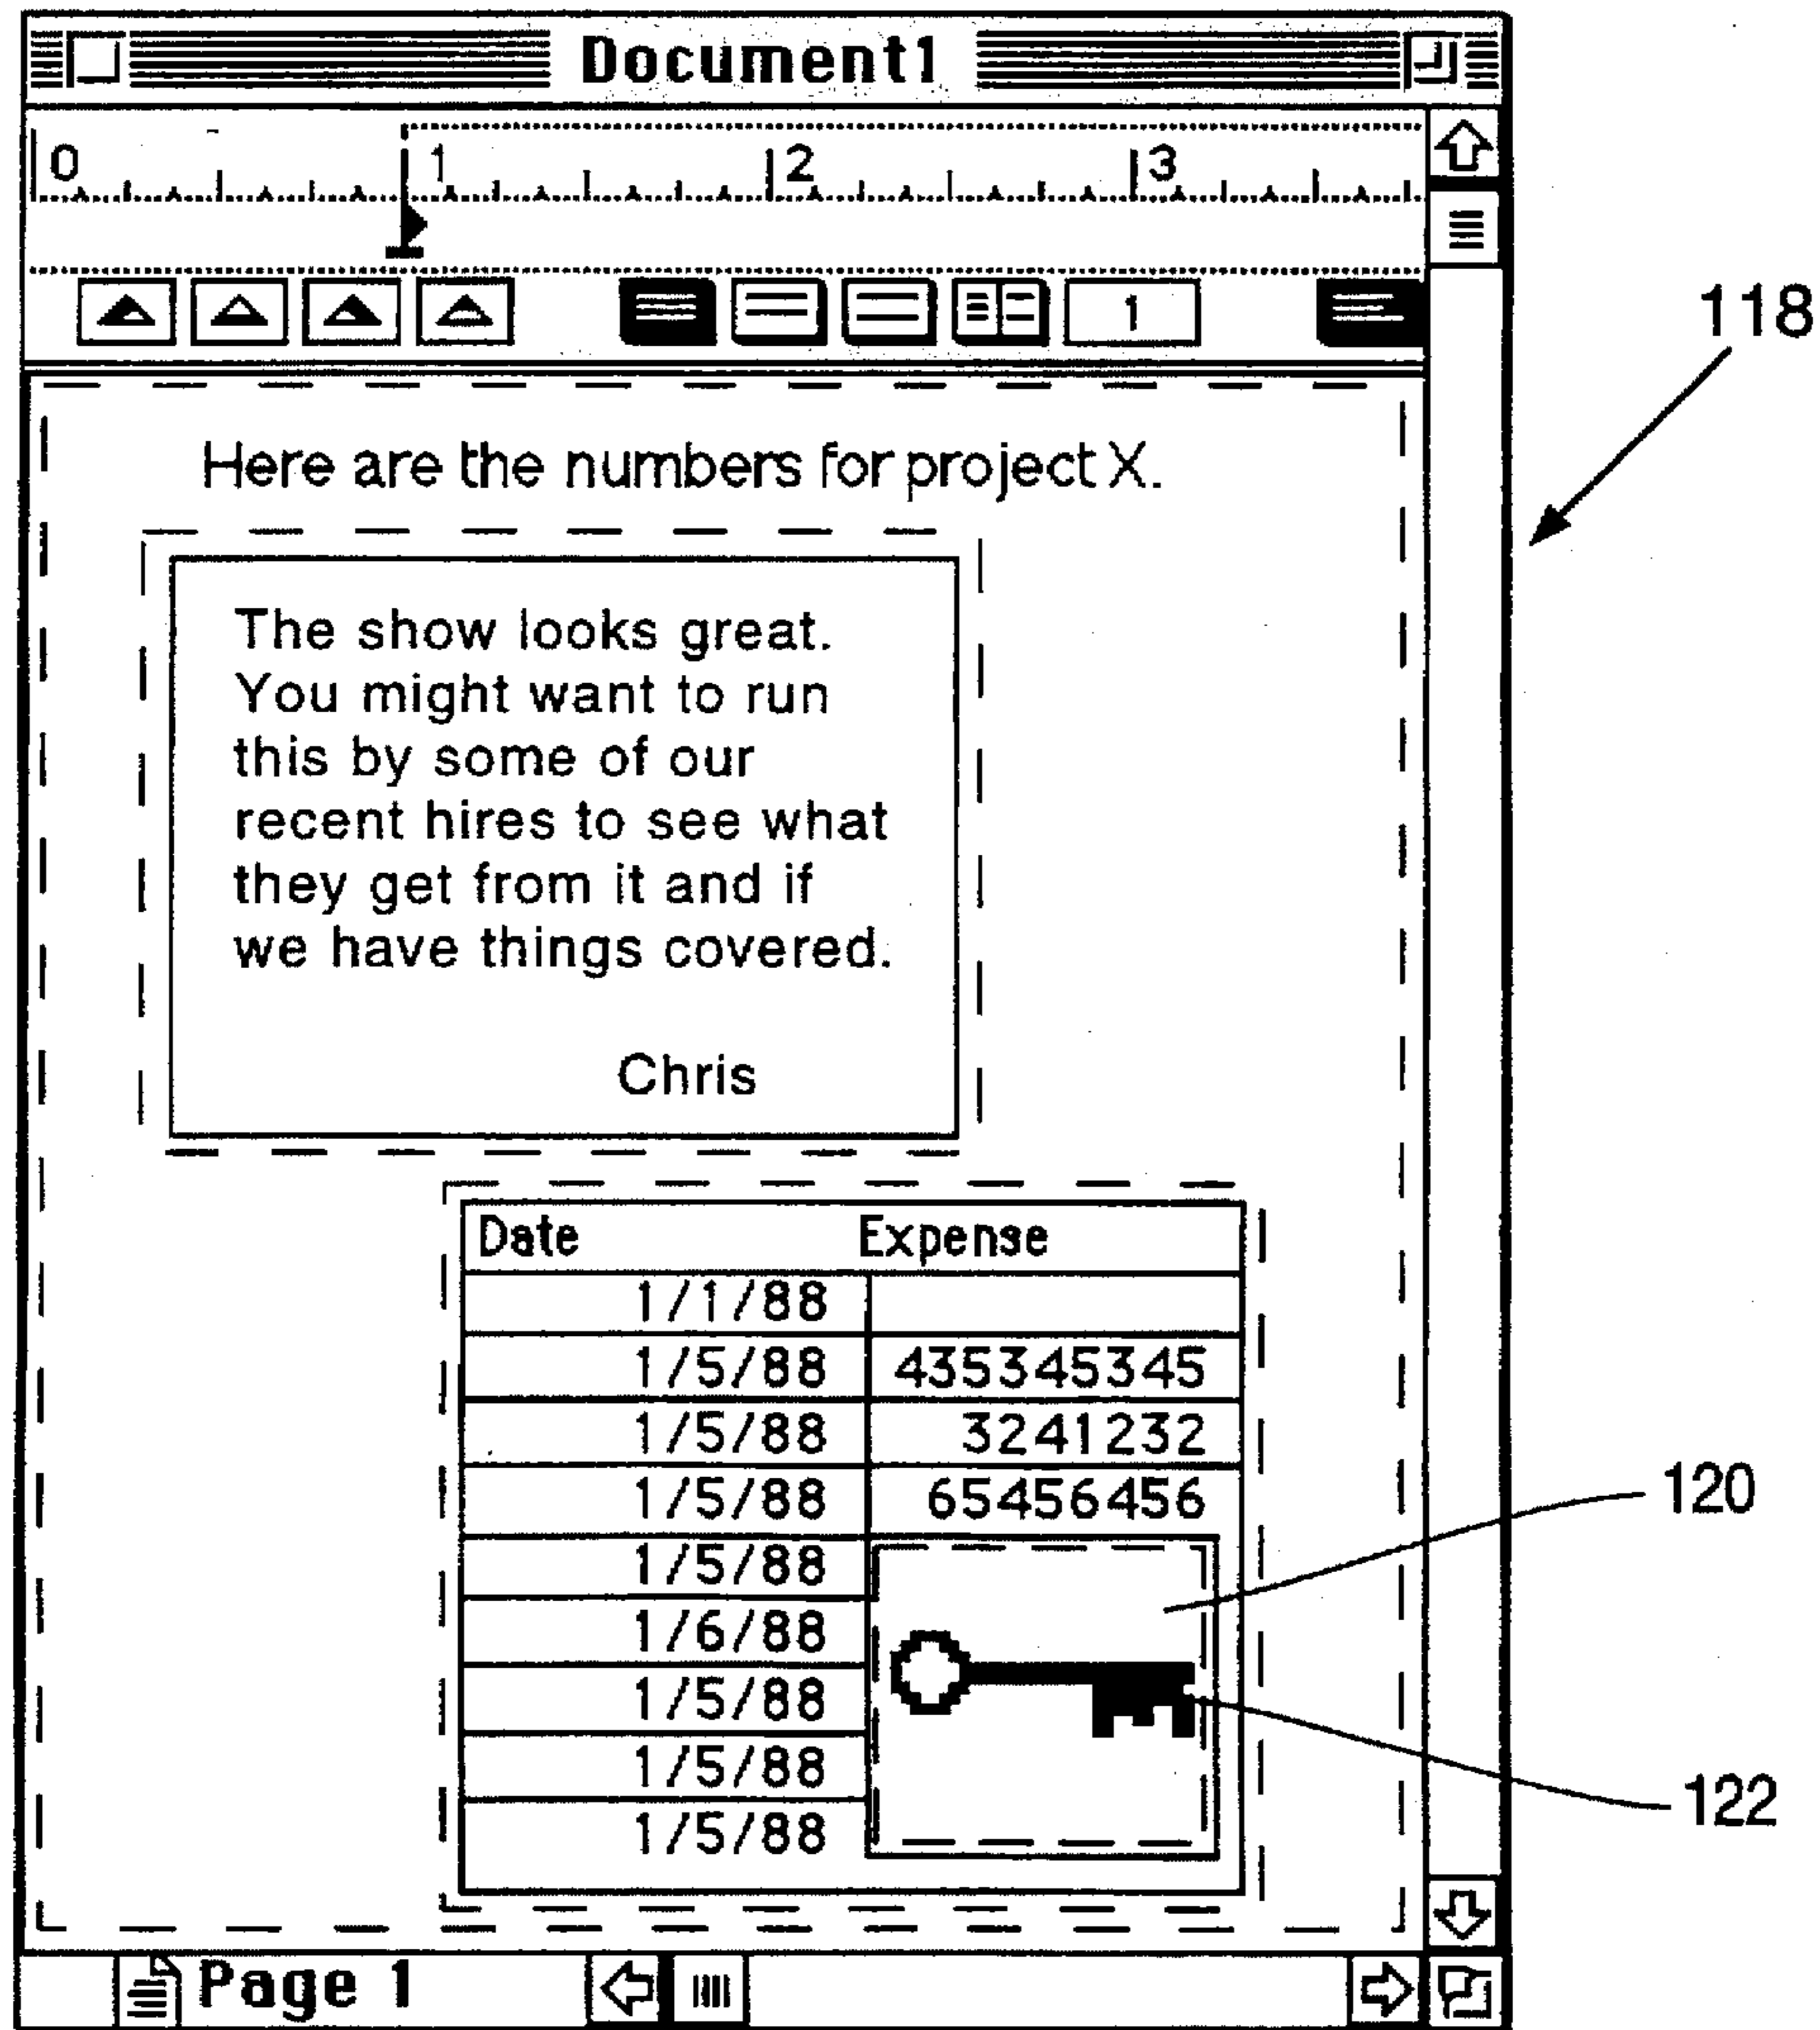 Document1
0 1 2 3
1
118
Here are the numbers for project X.
The show looks great.
You might want to run
this by some of our
recent hires to see what
they get from it and if
we have things covered.
Chris
Date Expense
1/1/88
1/5/88 435345345
1/5/88 3241232
1/5/88 65456456
120
1/5/88
1/6/88
1/5/88
1/5/88
122
1/5/88
Page 1